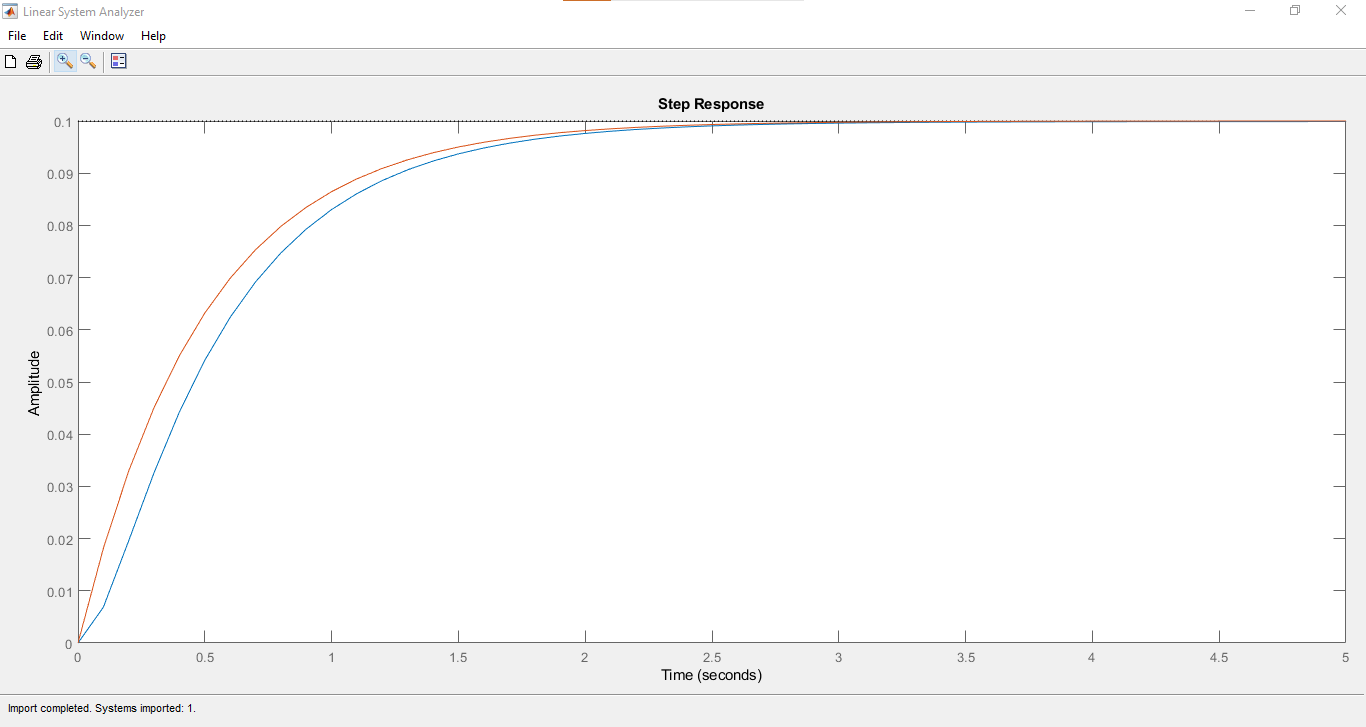 Linear System Analyzer
File Edit Window Help
Step Response
0.1
0.09
0.08
0.07
0.06
0.05
0.04
0.03
0.02
0.01
0
Amplitude
0 0.5 1 1.5 2 2.5 3 3.5 4 4.5 5
Time (seconds)
Import completed. Systems imported: 1.